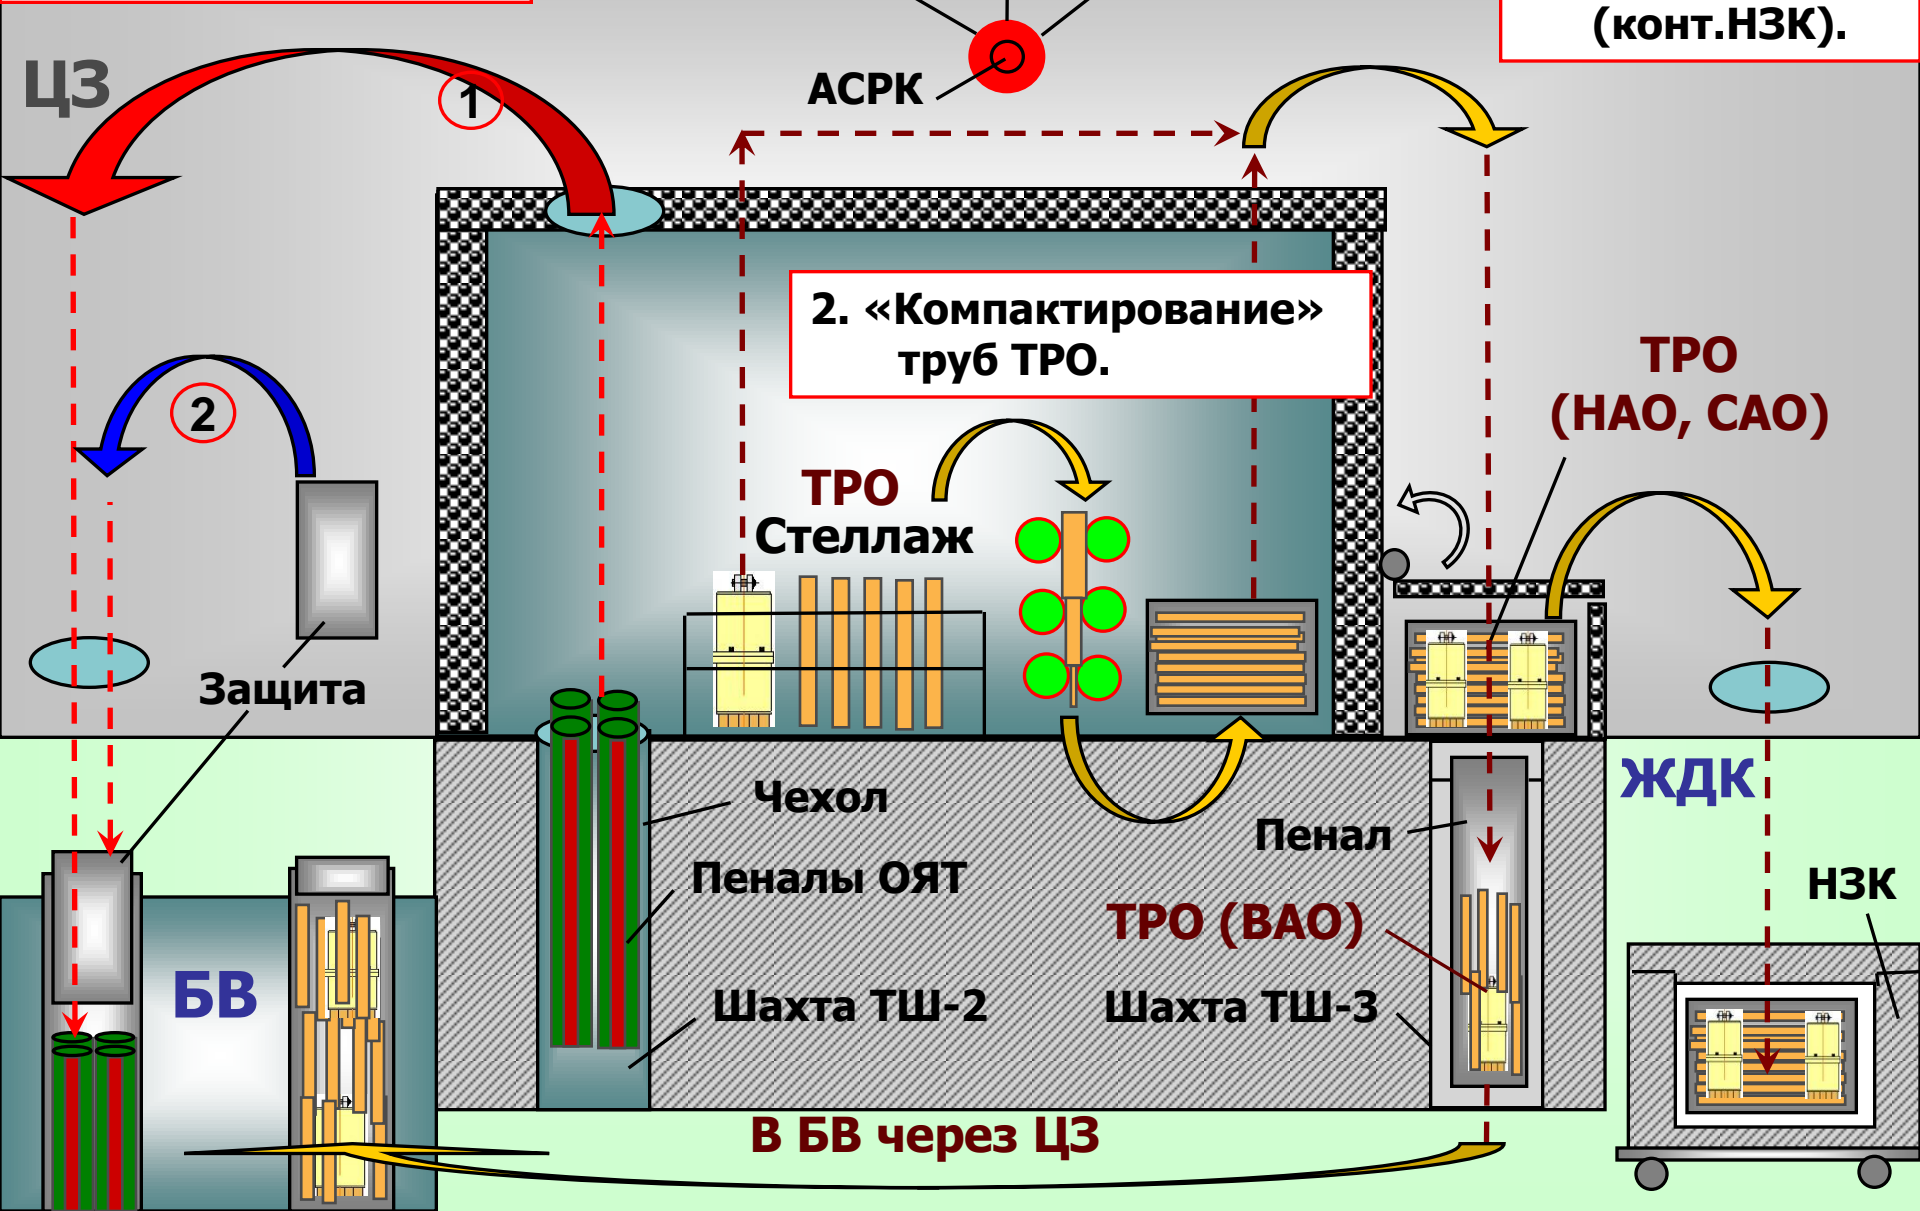 (конт.НЗК).
ЦЗ
1
АСРК
2. «Компактирование»
труб ТРО.
ТРО
(НАО, САО)
2
ТРО
Стеллаж
Защита
ЖДК
Чехол
Пенал
Пеналы ОЯТ
НЗК
ТРО (ВАО)
БВ
Шахта ТШ-2
Шахта ТШ-3
В БВ через ЦЗ